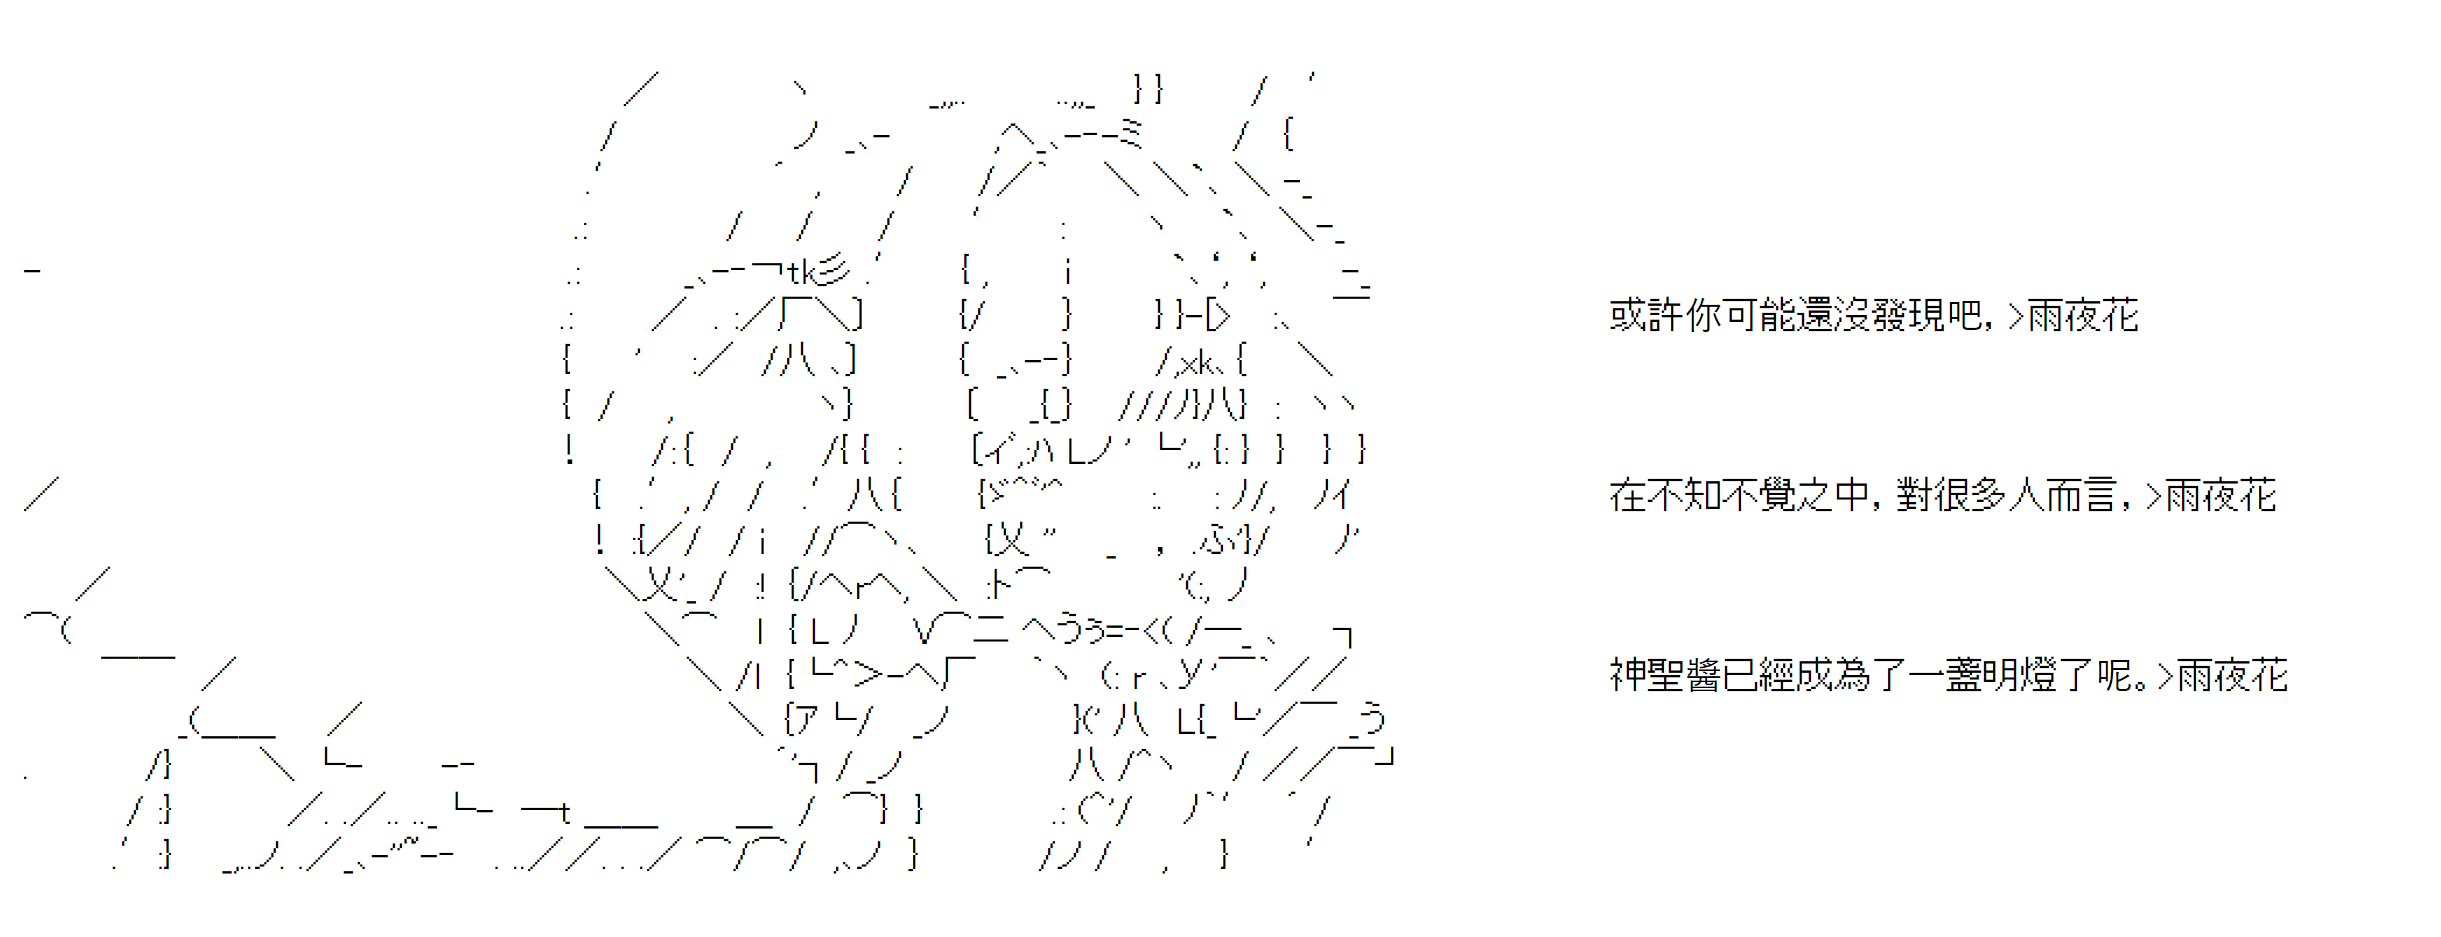 或許你可能還沒發現吧，>雨夜花
在不知不覺之中，對很多人而言，>雨夜花
神聖醬已經成為了一盞明燈了呢。>雨夜花